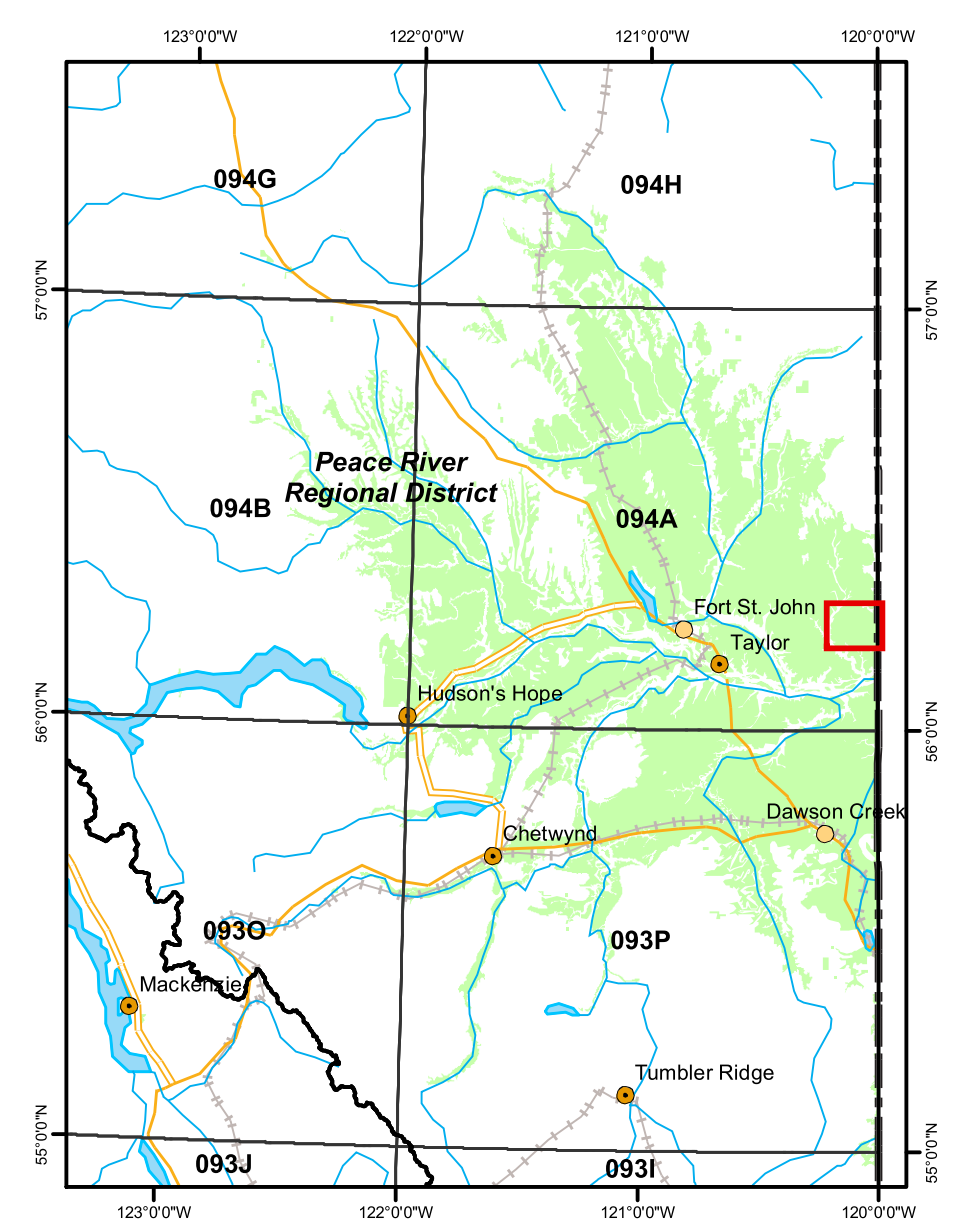 123°0'0"W
122°0'0"W
121°0'0"W
120°0'0"W
094G
094H
57°0'0"N
57°0'0"N
Peace River
Regional District
094B
094A
Fort St. John
Taylor
Hudson's Hope
56°0'0"N
56°0'0"N
Dawson Creek
Chetwynd
093O
093P
Mackenzie
Tumbler Ridge
55°0'0"N
55°0'0"N
093J
093I
123°0'0"W
122°0'0"W
121°0'0"W
120°0'0"W